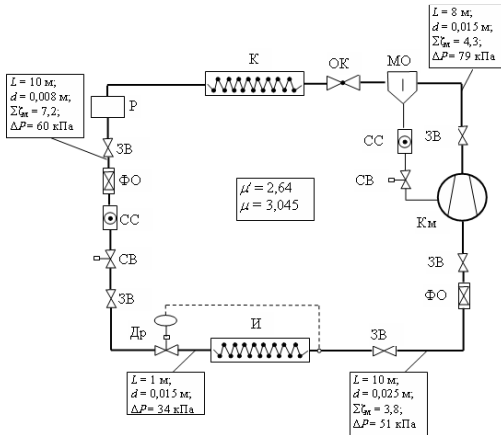 L = 8 м;
d = 0,015 м;
Σζм = 4,3;
ΔP = 79 кПа
К
ОК
МО
L = 10 м;
d = 0,008 м;
Σζм = 7,2;
ΔP = 60 кПа
Р
ЗВ
ФО
СС
СВ
ЗВ
μ' = 2,64
μ = 3,045
СС
СВ
ЗВ
Км
ЗВ
ФО
Др
И
ЗВ
L = 1 м;
d = 0,015 м;
ΔP = 34 кПа
L = 10 м;
d = 0,025 м;
Σζм = 3,8;
ΔP = 51 кПа